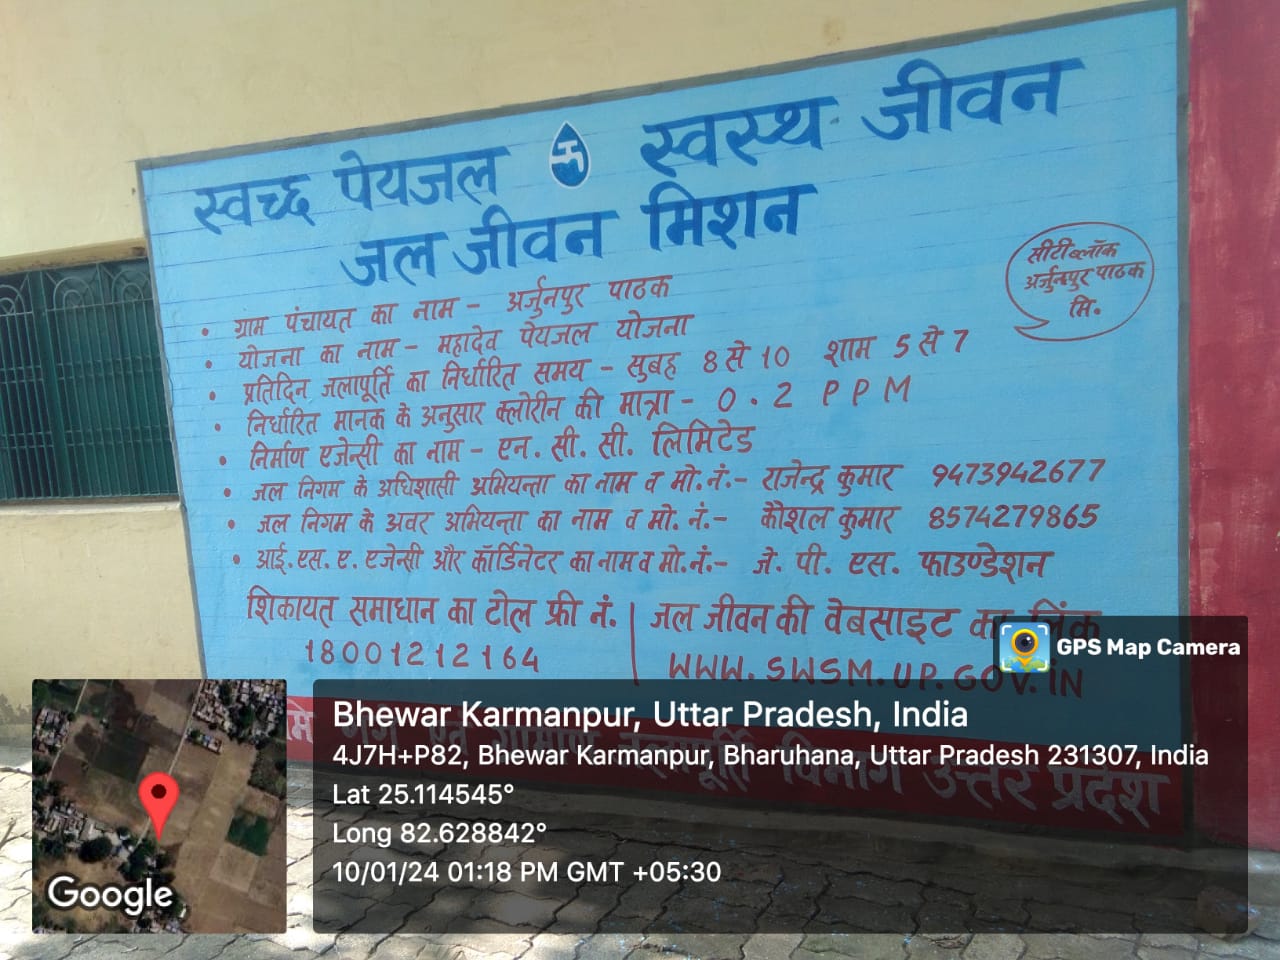 स्वच्छ पेयजल स्वस्थ जीवन
जल जीवन मिशन
सीटी ब्लॉक
अर्जुनपुर पाठक
मि.
• ग्राम पंचायत का नाम - अर्जुनपुर पाठक
• योजना का नाम - महादेव पेयजल योजना
• प्रतिदिन जलापूर्ति का निर्धारित समय - सुबह 8 से 10 शाम 5 से 7
• निर्धारित मानक के अनुसार क्लोरीन की मात्रा - 0.2 PPM
• निर्माण एजेन्सी का नाम - एन. सी. सी. लिमिटेड
• जल निगम के अधिशासी अभियन्ता का नाम व मो. नं.- राजेन्द्र कुमार 9473942677
• जल निगम के अवर अभियन्ता का नाम व मो. नं.- कौशल कुमार 8574279865
• आई. एस. ए. एजेन्सी और कॉर्डिनेटर का नाम व मो. नं.- जे. पी. एस. फाउण्डेशन
शिकायत समाधान का टोल फ्री नं.
18001212164
जल जीवन की वेबसाइट का लिंक
WWW.SWSM.UP.GOV.iN
एवं ग्रामीण जलापूर्ति विभाग उत्तर प्रदेश
GPS Map Camera
Bhewar Karmanpur, Uttar Pradesh, India
4J7H+P82, Bhewar Karmanpur, Bharuhana, Uttar Pradesh 231307, India
Lat 25.114545°
Long 82.628842°
10/01/24 01:18 PM GMT +05:30
Google